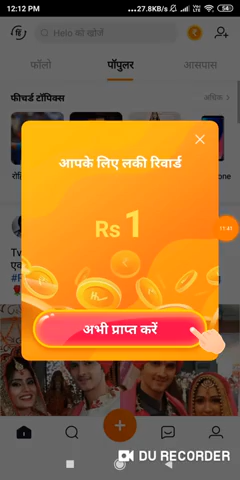 12:12 PM ...27.8KB/s 54
Helo को खोजें
फॉलो पॉपुलर आसपास
फीचर्ड टॉपिक्स अधिक >
आपके लिए लकी रिवार्ड
Rs 1
11:41
अभी प्राप्त करें
DU RECORDER